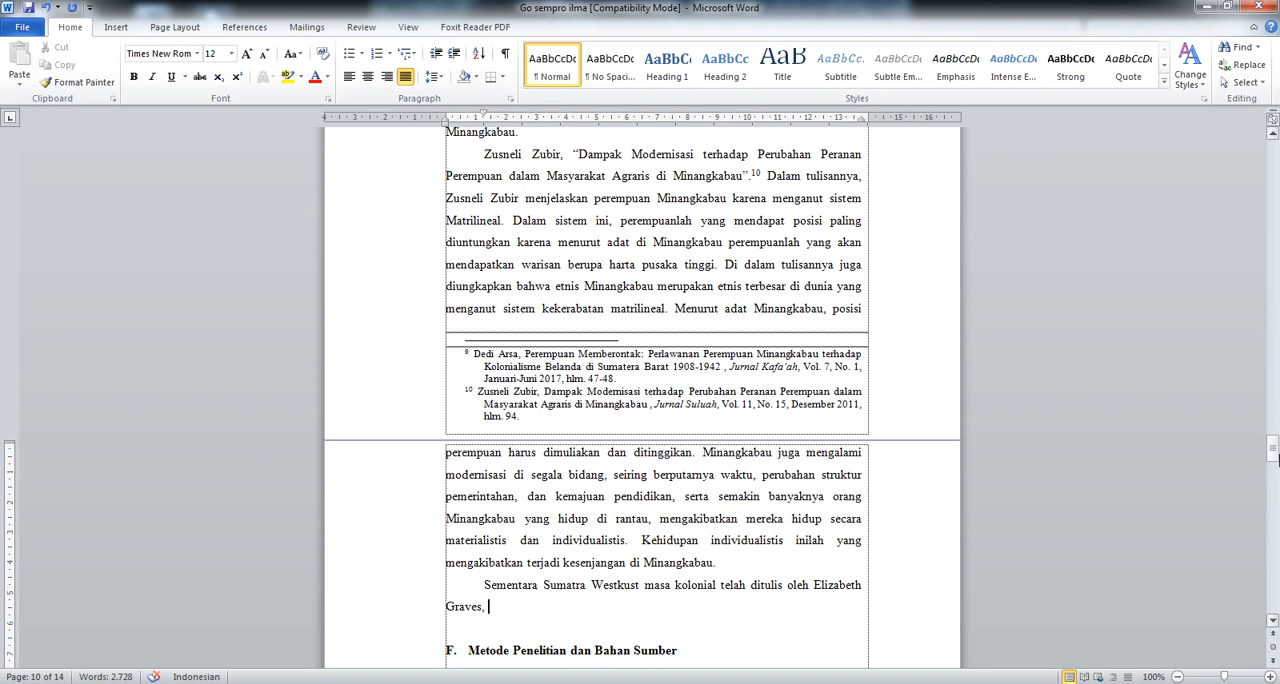 Go sempro ilma [Compatibility Mode] - Microsoft Word
File Home Insert Page Layout References Mailings Review View Foxit Reader PDF
Cut
Copy
Format Painter
Paste
Clipboard
Times New Rom 12
Font
Paragraph
AaBbCcDc AaBbCcDc AaBbCc AaBbCc AaB AaBbCc. AaBbCcDc AaBbCcDc AaBbCcDc AaBbCcDc AaBbCcDc
¶ Normal ¶ No Spaci... Heading 1 Heading 2 Title Subtitle Subtle Em... Emphasis Intense E... Strong Quote
Change Styles
Styles
Find
Replace
Select
Editing
Minangkabau.
Zusneli Zubir, “Dampak Modernisasi terhadap Perubahan Peranan
Perempuan dalam Masyarakat Agraris di Minangkabau”.10 Dalam tulisannya,
Zusneli Zubir menjelaskan perempuan Minangkabau karena menganut sistem
Matrilineal. Dalam sistem ini, perempuanlah yang mendapat posisi paling
diuntungkan karena menurut adat di Minangkabau perempuanlah yang akan
mendapatkan warisan berupa harta pusaka tinggi. Di dalam tulisannya juga
diungkapkan bahwa etnis Minangkabau merupakan etnis terbesar di dunia yang
menganut sistem kekerabatan matrilineal. Menurut adat Minangkabau, posisi
9 Dedi Arsa, Perempuan Memberontak: Perlawanan Perempuan Minangkabau terhadap
Kolonialisme Belanda di Sumatera Barat 1908-1942 , Jurnal Kafa’ah, Vol. 7, No. 1,
Januari-Juni 2017, hlm. 47-48.
10 Zusneli Zubir, Dampak Modernisasi terhadap Perubahan Peranan Perempuan dalam
Masyarakat Agraris di Minangkabau , Jurnal Suluah, Vol. 11, No. 15, Desember 2011,
hlm. 94.
perempuan harus dimuliakan dan ditinggikan. Minangkabau juga mengalami
modernisasi di segala bidang, seiring berputarnya waktu, perubahan struktur
pemerintahan, dan kemajuan pendidikan, serta semakin banyaknya orang
Minangkabau yang hidup di rantau, mengakibatkan mereka hidup secara
materialistis dan individualistis. Kehidupan individualistis inilah yang
mengakibatkan terjadi kesenjangan di Minangkabau.
Sementara Sumatra Westkust masa kolonial telah ditulis oleh Elizabeth
Graves,
F. Metode Penelitian dan Bahan Sumber
Page: 10 of 14 Words: 2.728 Indonesian 100%